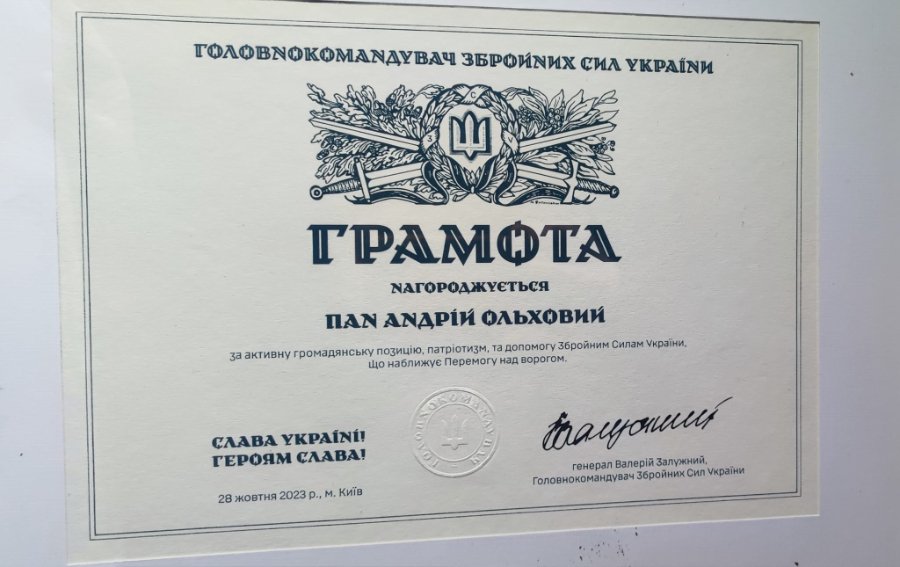 ГОЛОВНОКОМАНДУВАЧ ЗБРОЙНИХ СИЛ УКРАЇНИ
С
З У
ГРАМОТА
НАГОРОДЖУЄТЬСЯ
ПАН АНДРІЙ ОЛЬХОВИЙ
за активну громадянську позицію, патріотизм, та допомогу Збройним Силам України,
що наближує Перемогу над ворогом.
СЛАВА УКРАЇНІ!
ГЕРОЯМ СЛАВА!
28 жовтня 2023 р., м. Київ
ГОЛОВНОКОМАНДУВАЧ
Залужний
генерал Валерій Залужний,
Головнокомандувач Збройних Сил України